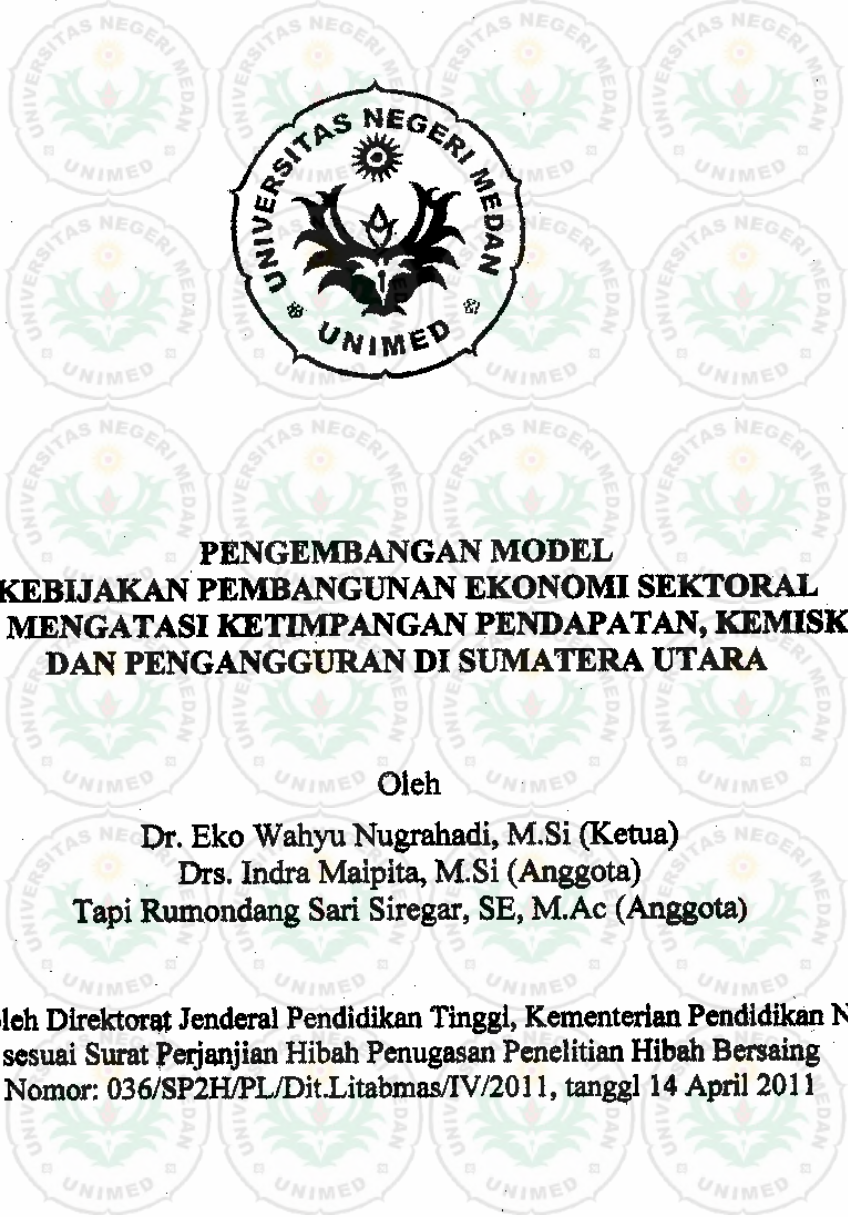 UNIVERSITAS NEGERI MEDAN
UNIMED
PENGEMBANGAN MODEL
KEBIJAKAN PEMBANGUNAN EKONOMI SEKTORAL
MENGATASI KETIMPANGAN PENDAPATAN, KEMISK
DAN PENGANGGURAN DI SUMATERA UTARA
Oleh
Dr. Eko Wahyu Nugrahadi, M.Si (Ketua)
Drs. Indra Maipita, M.Si (Anggota)
Tapi Rumondang Sari Siregar, SE, M.Ac (Anggota)
leh Direktorat Jenderal Pendidikan Tinggi, Kementerian Pendidikan N
sesuai Surat Perjanjian Hibah Penugasan Penelitian Hibah Bersaing
Nomor: 036/SP2H/PL/Dit.Litabmas/IV/2011, tanggl 14 April 2011